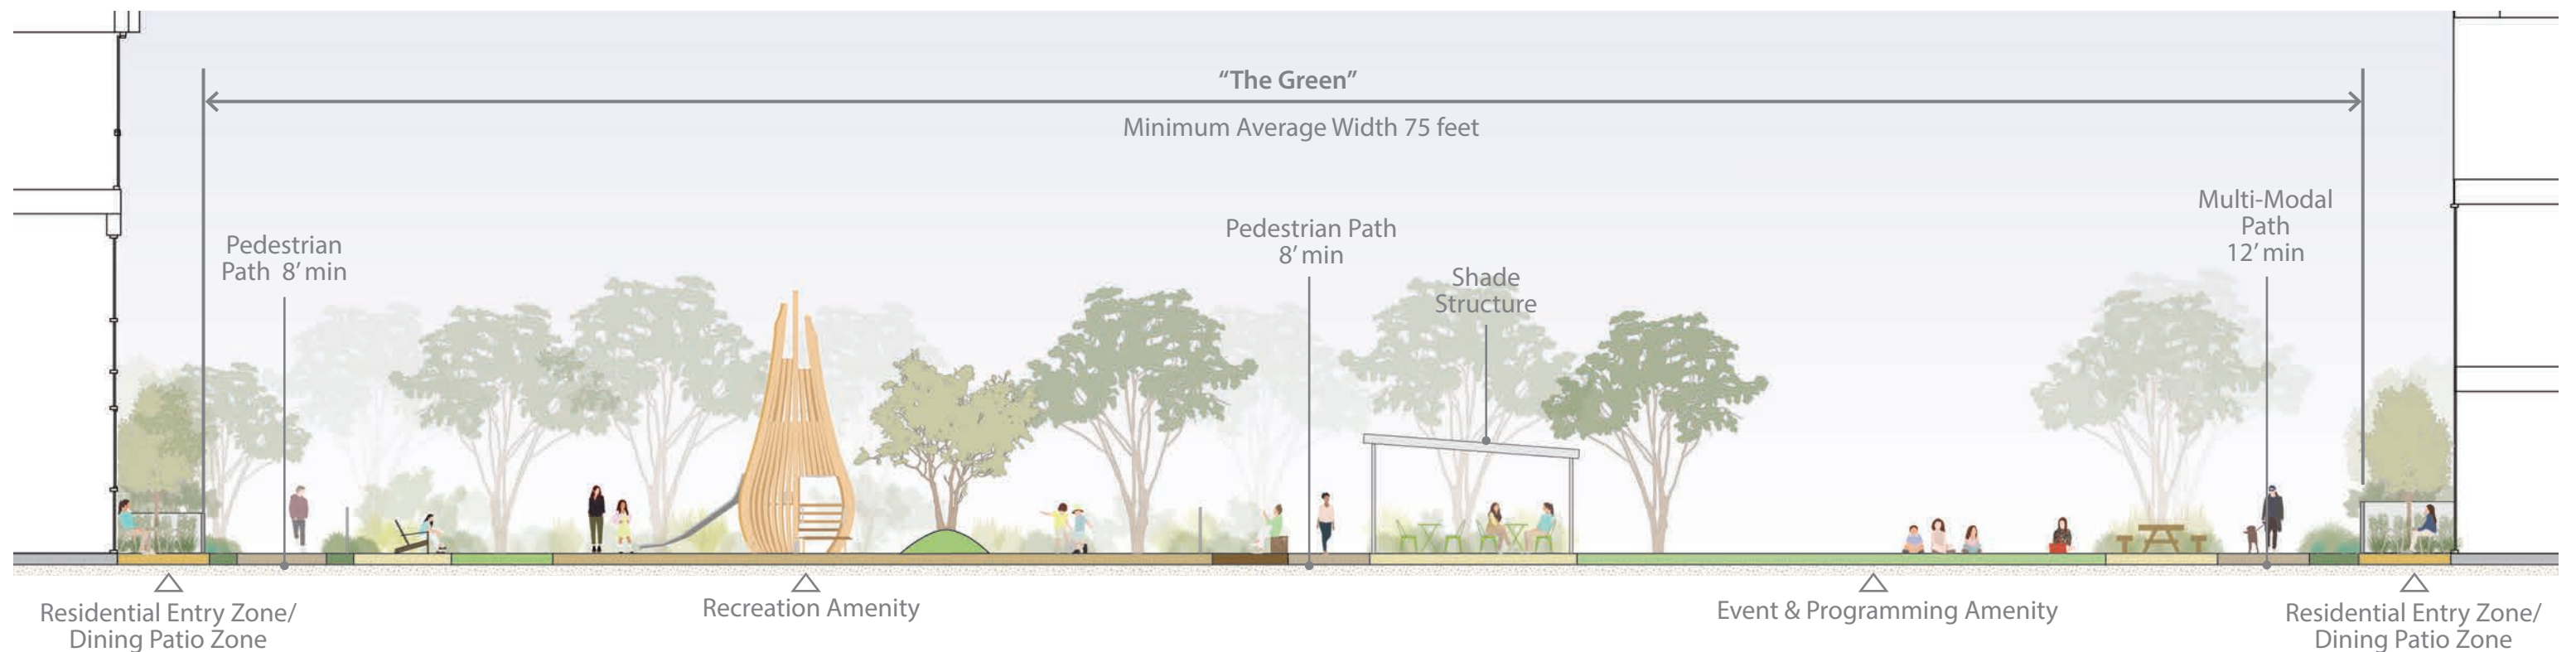 “The Green”
Minimum Average Width 75 feet
Pedestrian
Path 8’ min
Pedestrian Path
8’ min
Shade
Structure
Multi-Modal
Path
12’ min
Residential Entry Zone/
Dining Patio Zone
Recreation Amenity
Event & Programming Amenity
Residential Entry Zone/
Dining Patio Zone